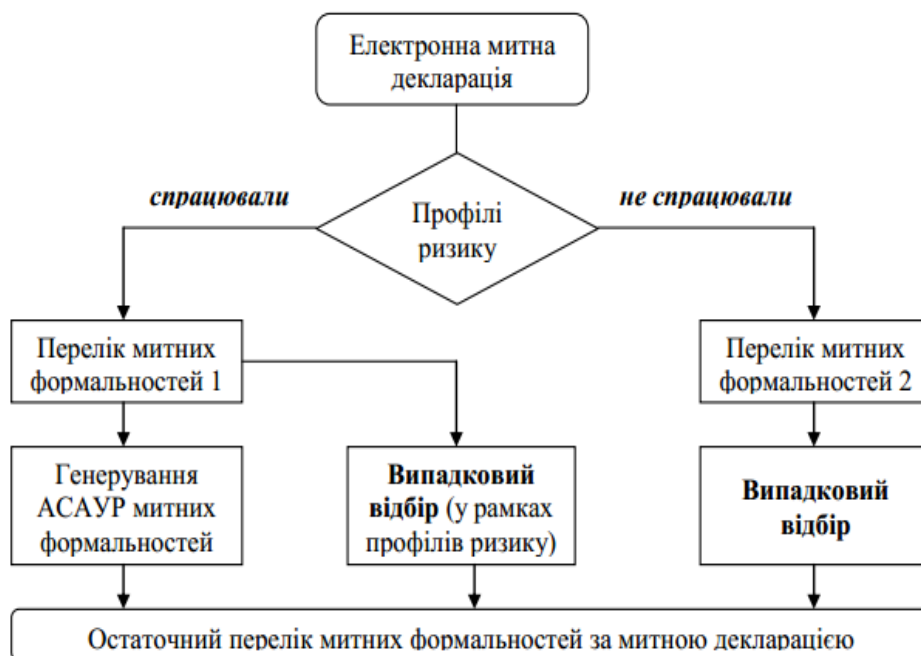 Електронна митна
декларація
спрацювали
не спрацювали
Профілі
ризику
Перелік митних
формальностей 1
Перелік митних
формальностей 2
Генерування
АСАУР митних
формальностей
Випадковий
відбір (у рамках
профілів ризику)
Випадковий
відбір
Остаточний перелік митних формальностей за митною декларацією